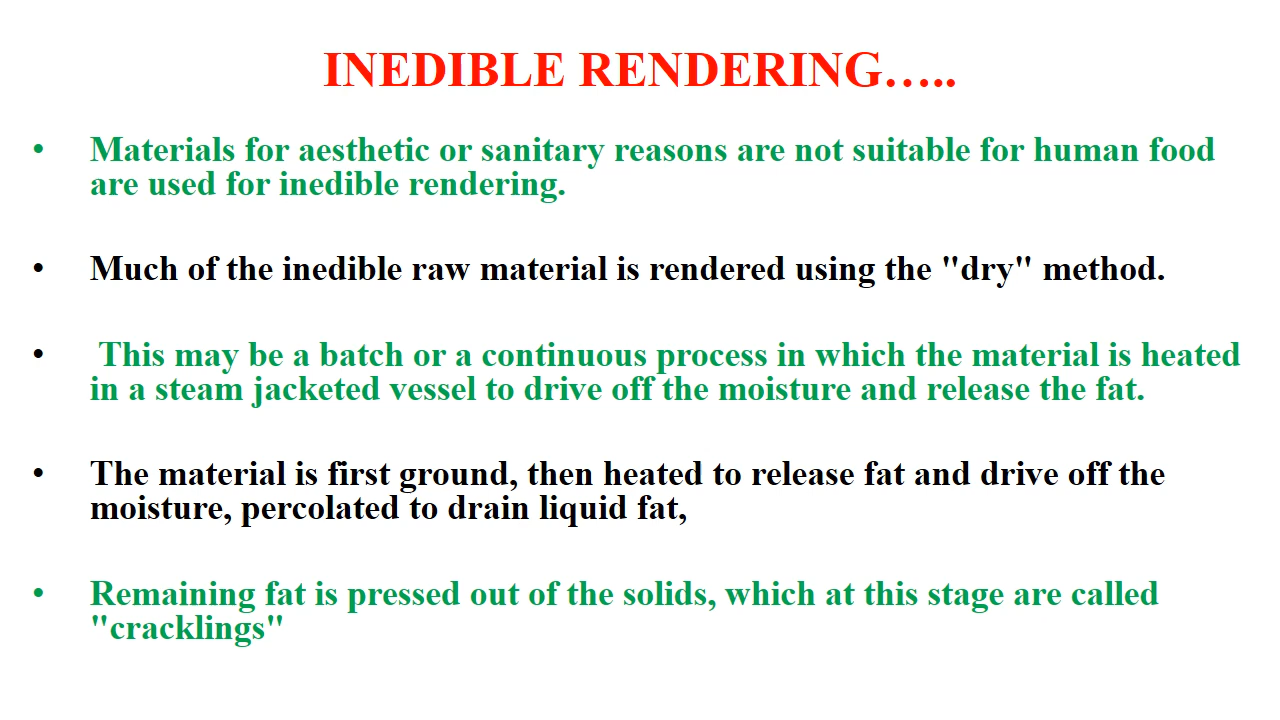 INEDIBLE RENDERING…..
• Materials for aesthetic or sanitary reasons are not suitable for human food
are used for inedible rendering.
• Much of the inedible raw material is rendered using the "dry" method.
• This may be a batch or a continuous process in which the material is heated
in a steam jacketed vessel to drive off the moisture and release the fat.
• The material is first ground, then heated to release fat and drive off the
moisture, percolated to drain liquid fat,
• Remaining fat is pressed out of the solids, which at this stage are called
"cracklings"